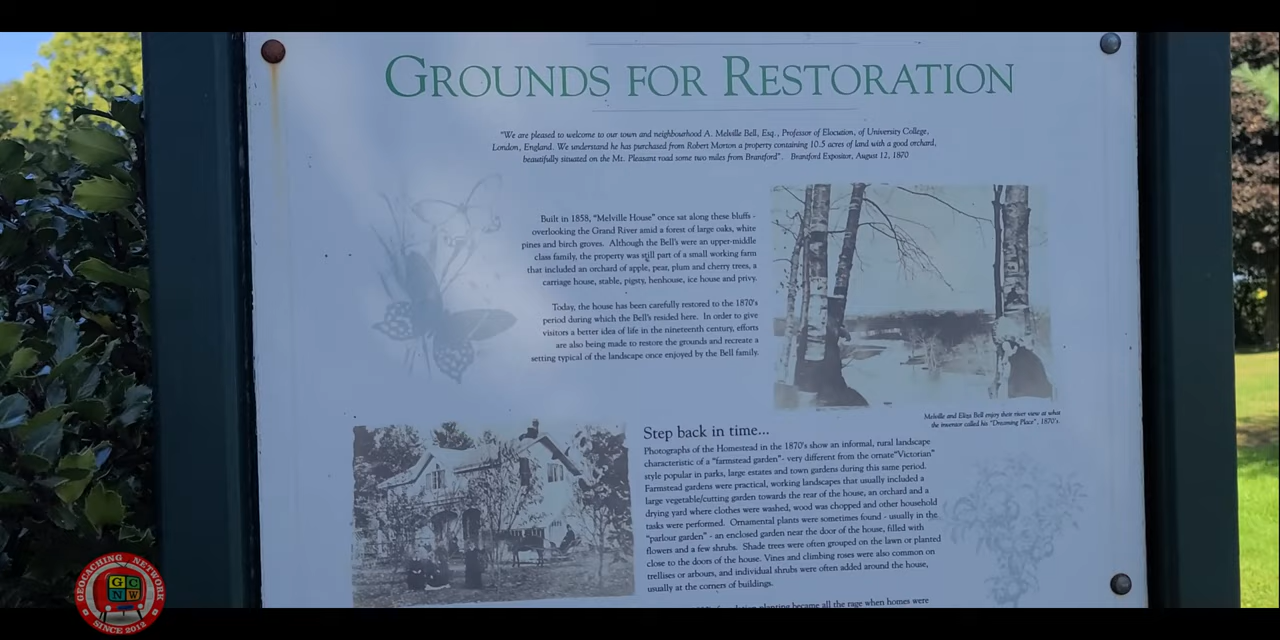 GROUNDS FOR RESTORATION
"We are pleased to welcome to our town and neighbourhood A. Melville Bell, Esq., Professor of Elocution, of University College,
London, England. We understand he has purchased from Robert Morton a property containing 10.5 acres of land with a good orchard,
beautifully situated on the Mt. Pleasant road some two miles from Brantford". Brantford Expositor, August 12, 1870
Built in 1858, "Melville House" once sat along these bluffs -
overlooking the Grand River amid a forest of large oaks, white
pines and birch groves. Although the Bell's were an upper-middle
class family, the property was still part of a small working farm
that included an orchard of apple, pear, plum and cherry trees, a
carriage house, stable, pigsty, henhouse, ice house and privy.
Today, the house has been carefully restored to the 1870's
period during which the Bell's resided here. In order to give
visitors a better idea of life in the nineteenth century, efforts
are also being made to restore the grounds and recreate a
setting typical of the landscape once enjoyed by the Bell family.
Melville and Eliza Bell enjoy their river view at what
the inventor called his "Dreaming Place", 1870's.
Step back in time...
Photographs of the Homestead in the 1870's show an informal, rural landscape
characteristic of a "farmstead garden"- very different from the ornate "Victorian"
style popular in parks, large estates and town gardens during this same period.
Farmstead gardens were practical, working landscapes that usually included a
large vegetable/cutting garden towards the rear of the house, an orchard and a
drying yard where clothes were washed, wood was chopped and other household
tasks were performed. Ornamental plants were sometimes found - usually in the
"parlour garden" - an enclosed garden near the door of the house, filled with
flowers and a few shrubs. Shade trees were often grouped on the lawn or planted
close to the doors of the house. Vines and climbing roses were also common on
trellises or arbours, and individual shrubs were often added around the house,
usually at the corners of buildings.
planting became all the rage when homes were
GEOCACHING NETWORK
GC
NW
SINCE 2012